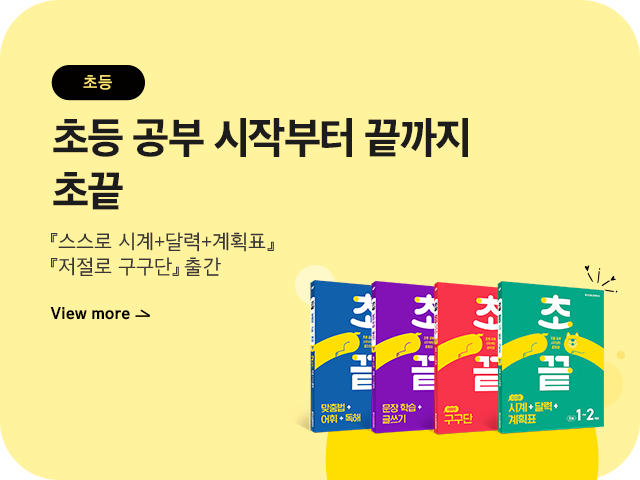 초등
초등 공부 시작부터 끝까지
초끝
『스스로 시계+달력+계획표』
『저절로 구구단』 출간
View more
초
끝
맞춤법+
어휘+독해
초
끝
문장 학습+
글쓰기
초
끝
구구단
초
끝
시계+달력+
계획표
1-2